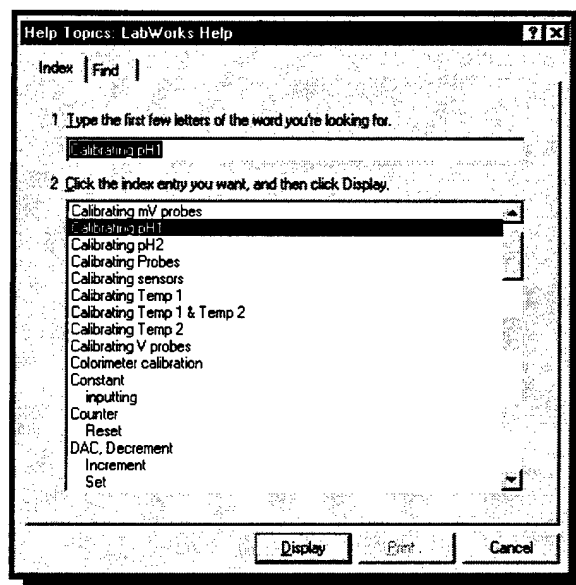 Help Topics: LabWorks Help
Index Find
1 Type the first few letters of the word you're looking for.
Calibrating pH1
2 Click the index entry you want, and then click Display.
Calibrating mV probes
Calibrating pH1
Calibrating pH2
Calibrating Probes
Calibrating sensors
Calibrating Temp 1
Calibrating Temp 1 & Temp 2
Calibrating Temp 2
Calibrating V probes
Colorimeter calibration
Constant
inputting
Counter
Reset
DAC, Decrement
Increment
Set
Display Print... Cancel